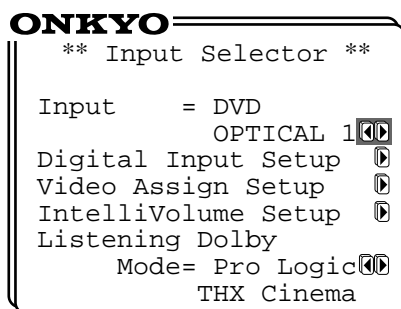 ONKYO
** Input Selector **
Input = DVD
OPTICAL 1
Digital Input Setup
Video Assign Setup
IntelliVolume Setup
Listening Dolby
Mode= Pro Logic
THX Cinema